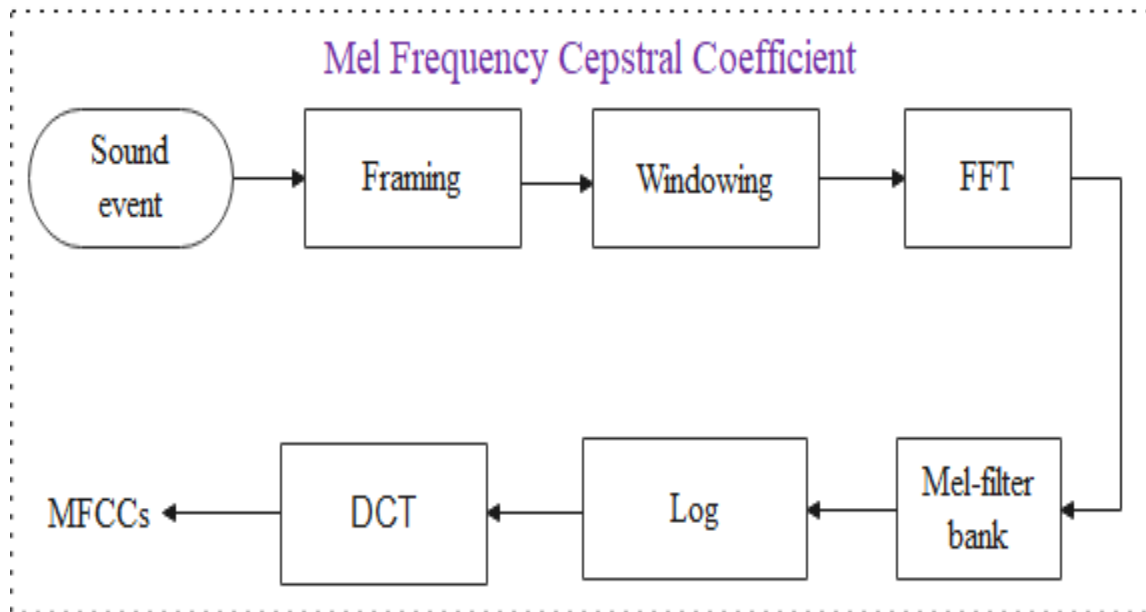 Mel Frequency Cepstral Coefficient
Sound
event
Framing
Windowing
FFT
Mel-filter
bank
Log
DCT
MFCCs